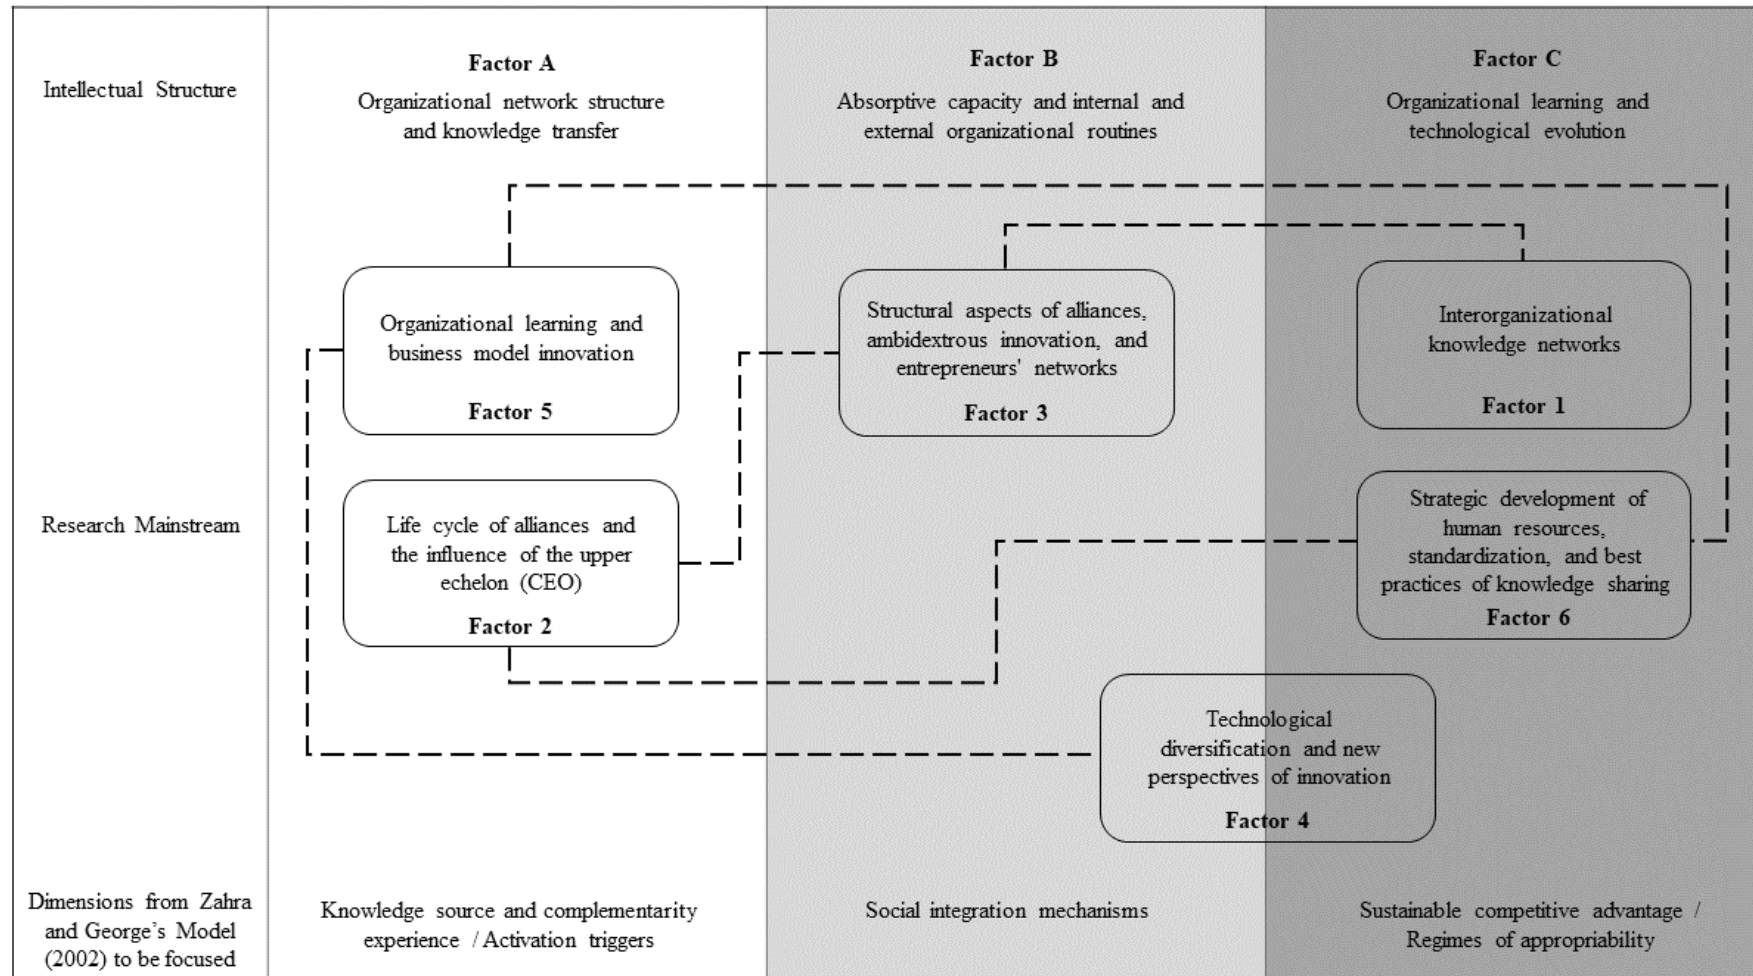 Intellectual Structure
Factor A
Organizational network structure
and knowledge transfer
Factor B
Absorptive capacity and internal and
external organizational routines
Factor C
Organizational learning and
technological evolution
Research Mainstream
Organizational learning and
business model innovation
Factor 5
Structural aspects of alliances,
ambidextrous innovation, and
entrepreneurs' networks
Factor 3
Interorganizational
knowledge networks
Factor 1
Life cycle of alliances and
the influence of the upper
echelon (CEO)
Factor 2
Strategic development of
human resources,
standardization, and best
practices of knowledge sharing
Factor 6
Technological
diversification and new
perspectives of innovation
Factor 4
Dimensions from Zahra
and George’s Model
(2002) to be focused
Knowledge source and complementarity
experience / Activation triggers
Social integration mechanisms
Sustainable competitive advantage /
Regimes of appropriability